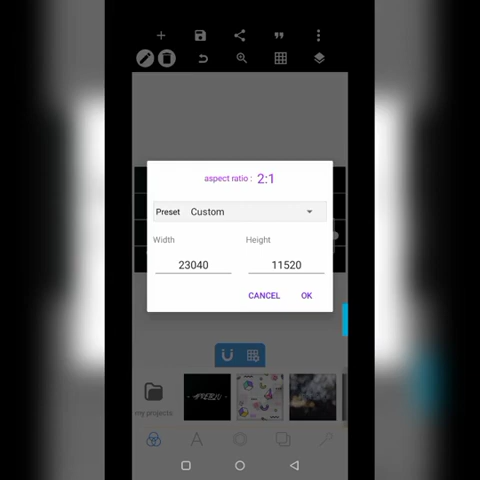 aspect ratio : 2:1
Preset Custom
Width Height
23040 11520
CANCEL OK
my projects